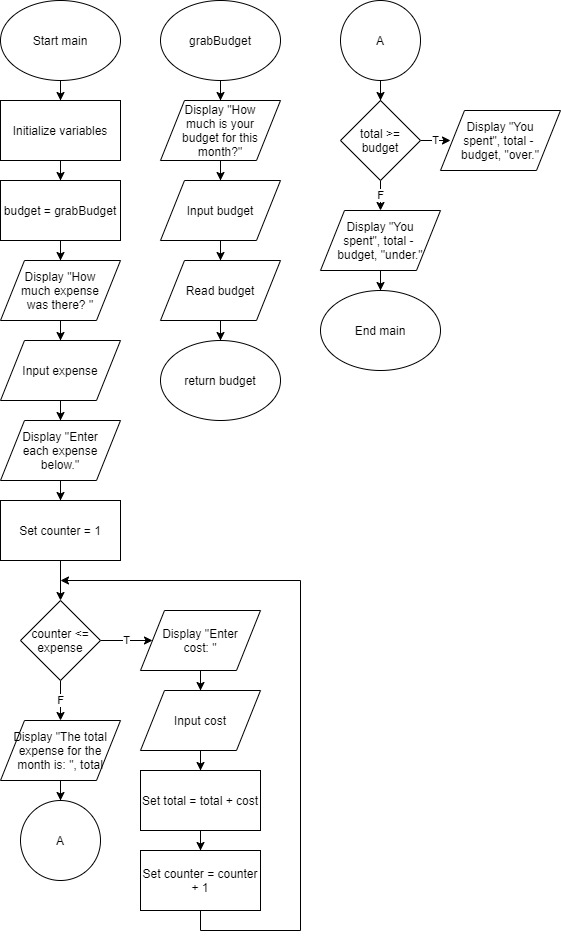 Start main
Initialize variables
budget = grabBudget
Display "How
much expense
was there? "
Input expense
Display "Enter
each expense
below."
Set counter = 1
counter <=
expense
T
F
Display "The total
expense for the
month is: ", total
A
Display "Enter
cost: "
Input cost
Set total = total + cost
Set counter = counter
+ 1
grabBudget
Display "How
much is your
budget for this
month?"
Input budget
Read budget
return budget
A
total >=
budget
T
Display "You
spent", total -
budget, "over."
F
Display "You
spent", total -
budget, "under."
End main